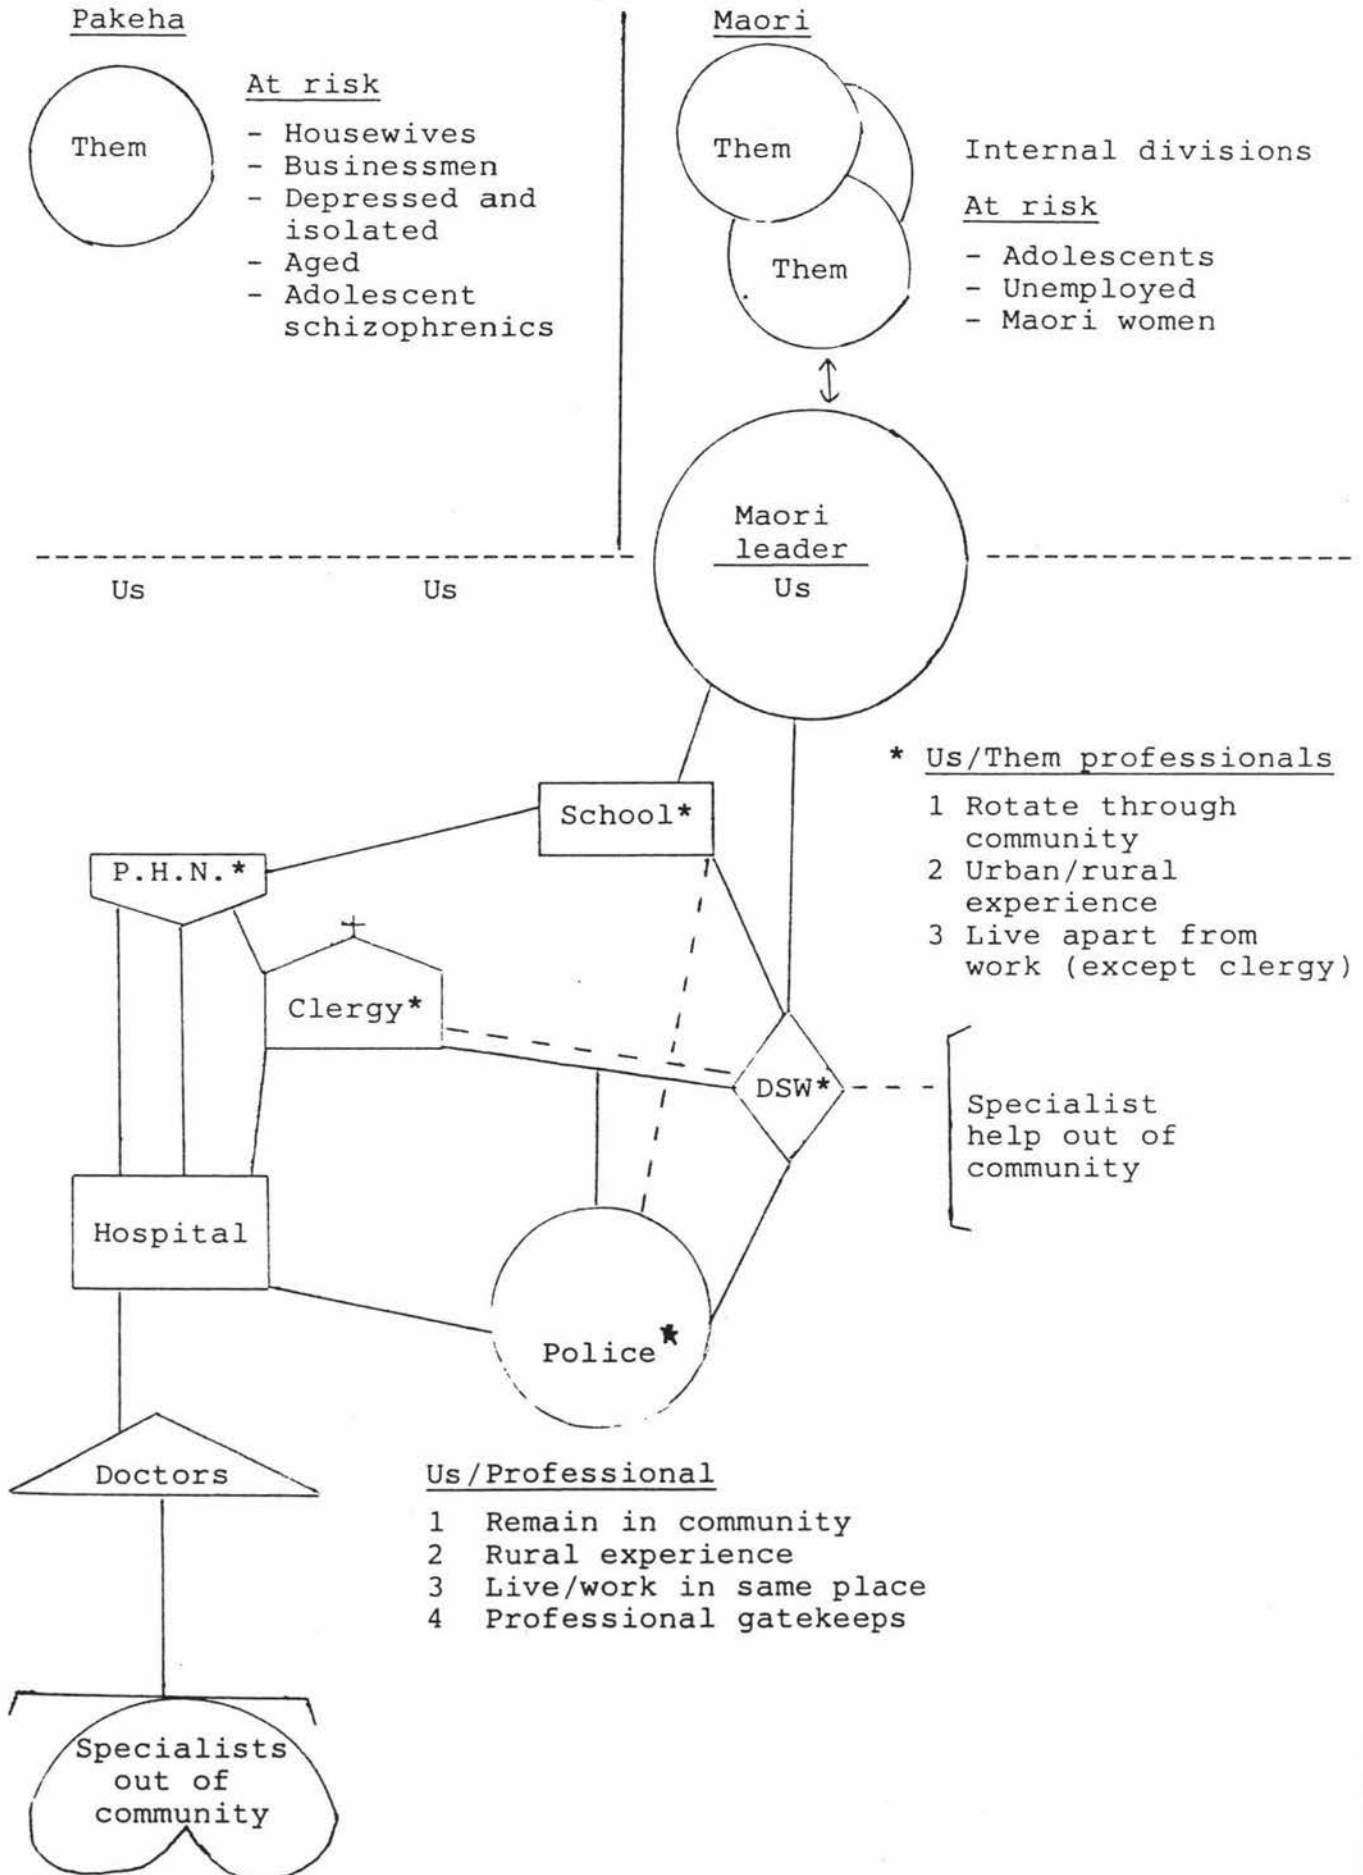 Pakeha
Them
At risk
- Housewives
- Businessmen
- Depressed and
isolated
- Aged
- Adolescent
schizophrenics
Maori
Them
Them
Internal divisions
At risk
- Adolescents
- Unemployed
- Maori women
Maori
leader
Us
Us
Us
* Us/Them professionals
1 Rotate through
community
2 Urban/rural
experience
3 Live apart from
work (except clergy)
School*
P.H.N.*
Clergy*
DSW*
Specialist
help out of
community
Hospital
Police*
Doctors
Us/Professional
1 Remain in community
2 Rural experience
3 Live/work in same place
4 Professional gatekeeps
Specialists
out of
community